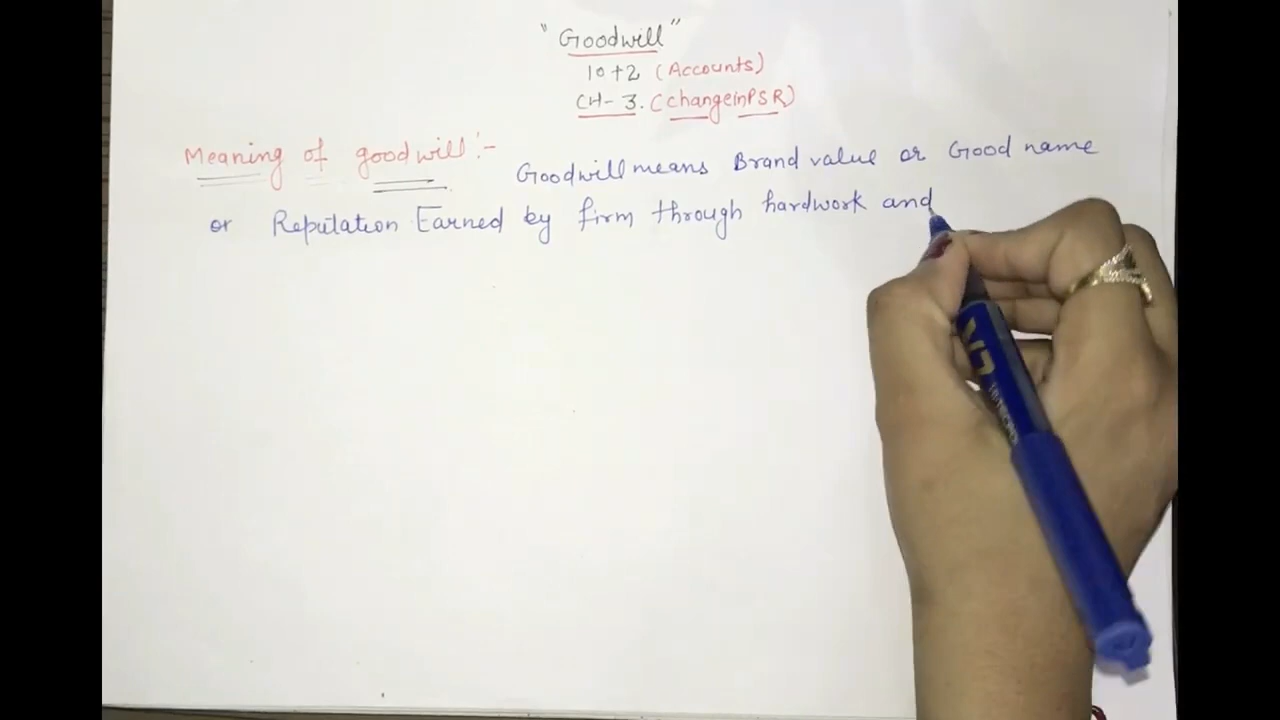 "Goodwill"
10+2 (Accounts)
CH-3. (change in PSR)
Meaning of goodwill:- Goodwill means Brand value or Good name
or Reputation Earned by firm through hardwork and
V7